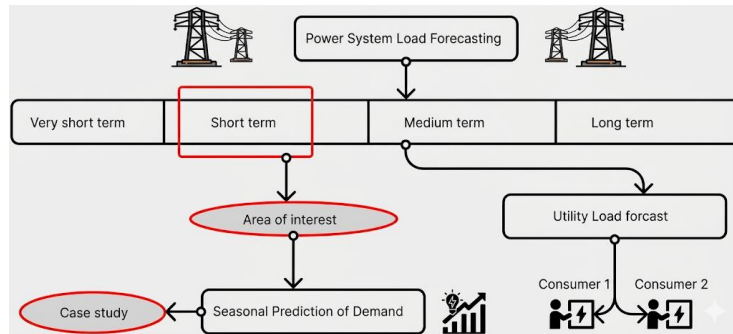 Power System Load Forecasting
Very short term
Short term
Medium term
Long term
Area of interest
Utility Load forcast
Consumer 1
Consumer 2
Case study
Seasonal Prediction of Demand